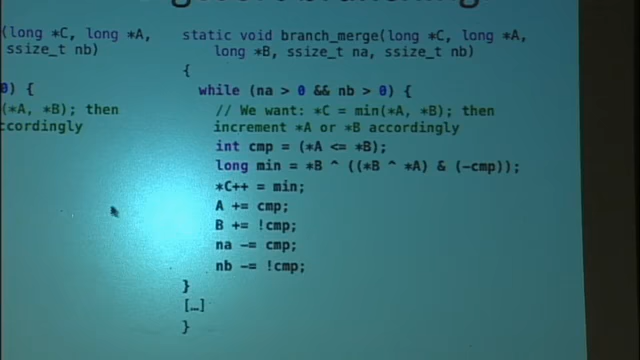 (long *C, long *A,
ssize_t nb)
0) {
(*A, *B); then
accordingly
static void branch_merge(long *C, long *A,
long *B, ssize_t na, ssize_t nb)
{
while (na > 0 && nb > 0) {
// We want: *C = min(*A, *B); then
increment *A or *B accordingly
int cmp = (*A <= *B);
long min = *B ^ ((*B ^ *A) & (-cmp));
*C++ = min;
A += cmp;
B += !cmp;
na -= cmp;
nb -= !cmp;
}
[…]
}